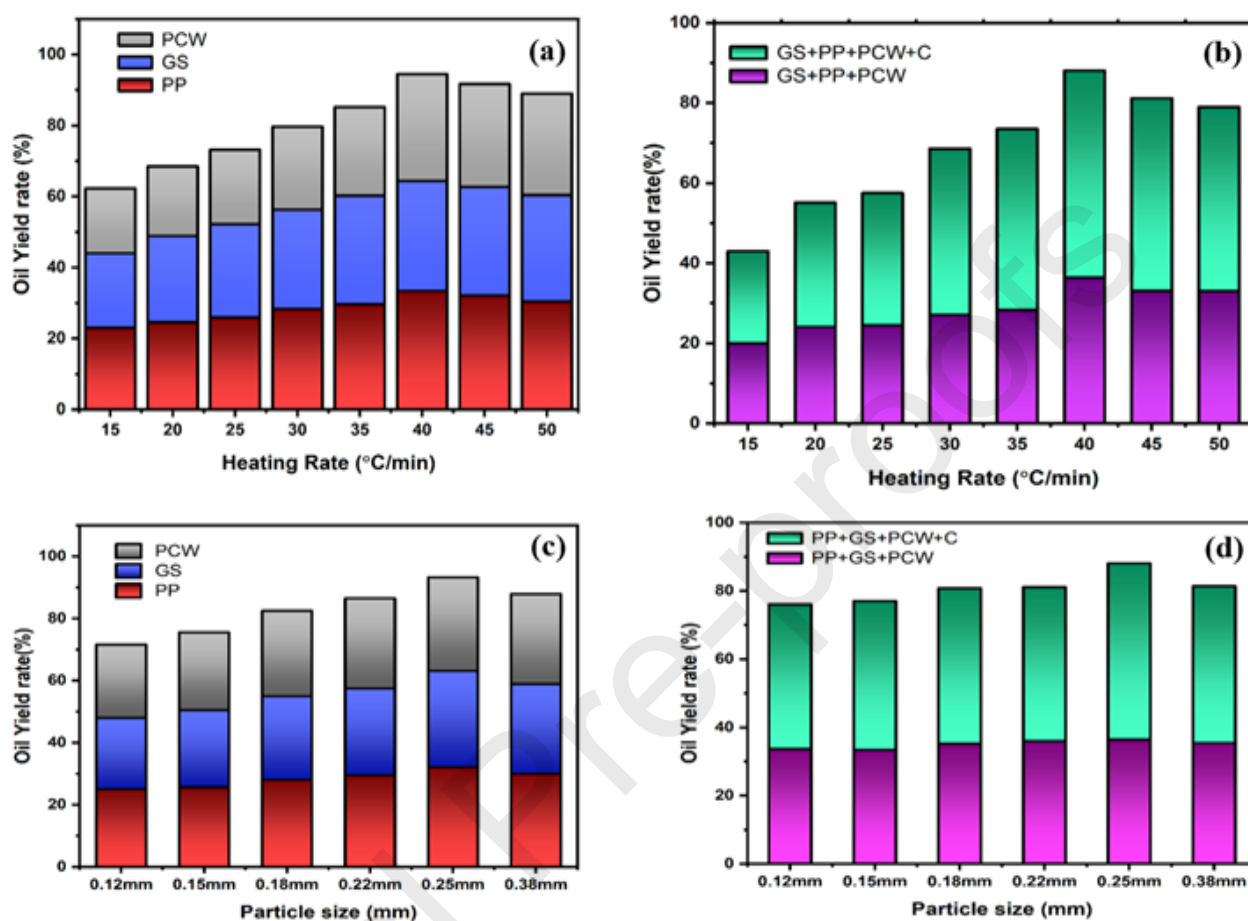 (a)
PCW
GS
PP
Oil Yield rate (%)
100
80
60
40
20
0
15 20 25 30 35 40 45 50
Heating Rate (°C/min)
(b)
GS+PP+PCW+C
GS+PP+PCW
Oil Yield rate(%)
100
80
60
40
20
0
15 20 25 30 35 40 45 50
Heating Rate (°C/min)
(c)
PCW
GS
PP
Oil Yield rate(%)
100
80
60
40
20
0
0.12mm 0.15mm 0.18mm 0.22mm 0.25mm 0.38mm
Particle size (mm)
(d)
PP+GS+PCW+C
PP+GS+PCW
Oil Yield rate (%)
100
80
60
40
20
0
0.12mm 0.15mm 0.18mm 0.22mm 0.25mm 0.38mm
Particle size (mm)
Pre-proofs